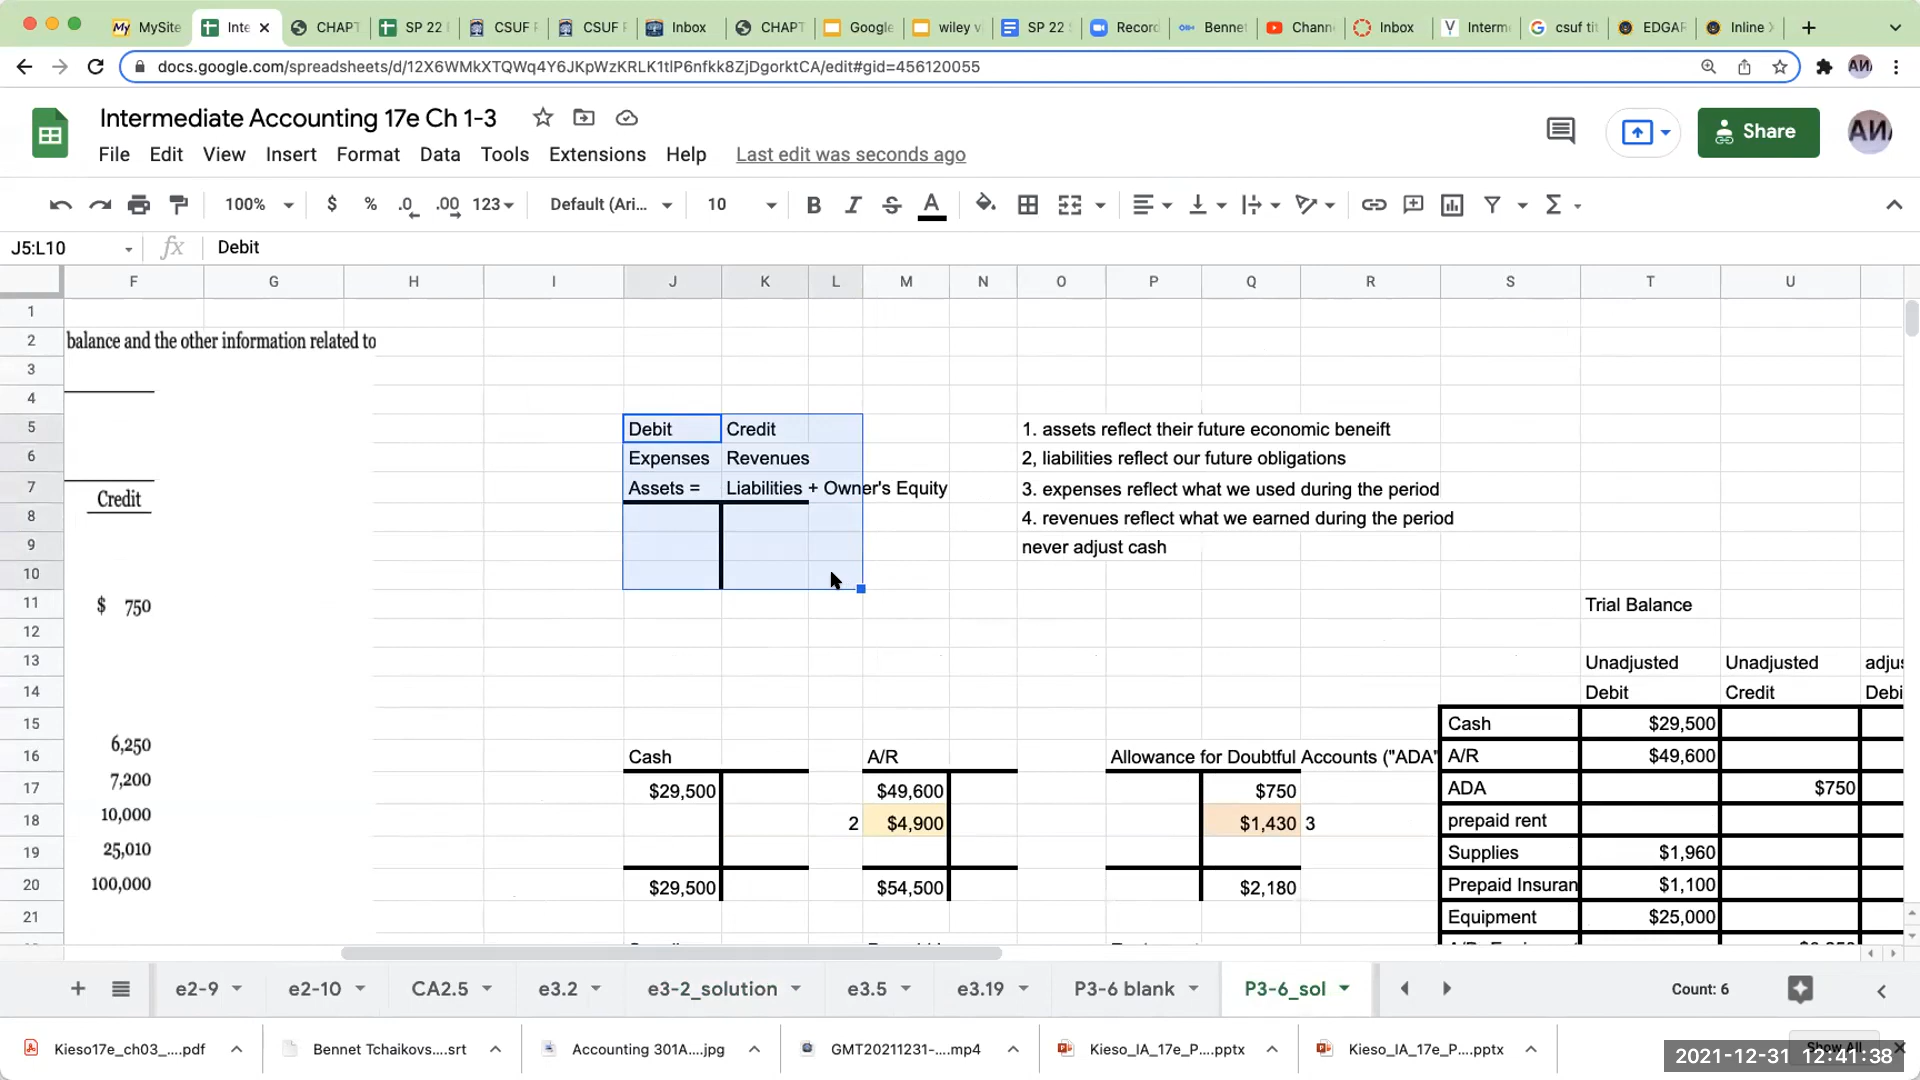 MySite
Inte
CHAPT
SP 22
CSUF
CSUF
Inbox
CHAPT
Google
wiley v
SP 22
Record
Bennet
Chann
Inbox
Interm
csuf tit
EDGAR
Inline
docs.google.com/spreadsheets/d/12X6WMkXTQWq4Y6JKpWzKRLK1tlP6nfkk8ZjDgorktCA/edit#gid=456120055
Intermediate Accounting 17e Ch 1-3
Share
File Edit View Insert Format Data Tools Extensions Help Last edit was seconds ago
100% $ % .0 .00 123 Default (Ari... 10 B I S A
J5:L10 fx Debit
F G H I J K L M N O P Q R S T U
1
2 balance and the other information related to
3
4
5 Debit Credit 1. assets reflect their future economic beneift
6 Expenses Revenues 2, liabilities reflect our future obligations
7 Credit Assets = Liabilities + Owner's Equity 3. expenses reflect what we used during the period
8 4. revenues reflect what we earned during the period
9 never adjust cash
10
11 $ 750 Trial Balance
12
13 Unadjusted Unadjusted adjus
14 Debit Credit Debi
15 Cash $29,500
16 6,250 Cash A/R Allowance for Doubtful Accounts ("ADA" A/R $49,600
17 7,200 $29,500 $49,600 $750 ADA $750
18 10,000 2 $4,900 $1,430 3 prepaid rent
19 25,010 Supplies $1,960
20 100,000 $29,500 $54,500 $2,180 Prepaid Insuran $1,100
21 Equipment $25,000
e2-9 e2-10 CA2.5 e3.2 e3-2_solution e3.5 e3.19 P3-6 blank P3-6_sol Count: 6
Kieso17e_ch03_....pdf Bennet Tchaikovs....srt Accounting 301A....jpg GMT20211231-....mp4 Kieso_IA_17e_P....pptx Kieso_IA_17e_P....pptx Show All
2021-12-31 12:41:38